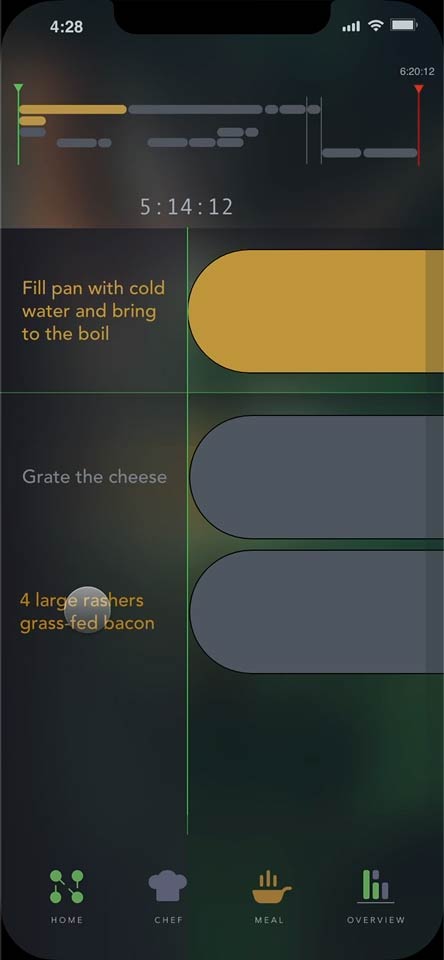 4:28
6:20:12
5:14:12
Fill pan with cold
water and bring
to the boil
Grate the cheese
4 large rashers
grass-fed bacon
HOME
CHEF
MEAL
OVERVIEW